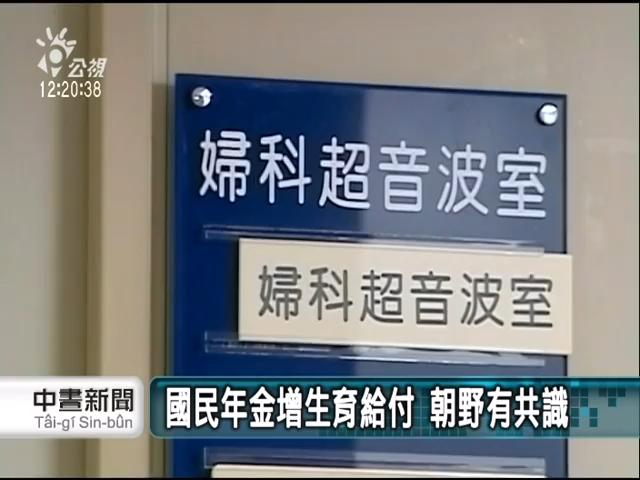 公視
12:20:38
婦科超音波室
婦科超音波室
中晝新聞
Tâi-gí Sin-bûn
國民年金增生育給付 朝野有共識